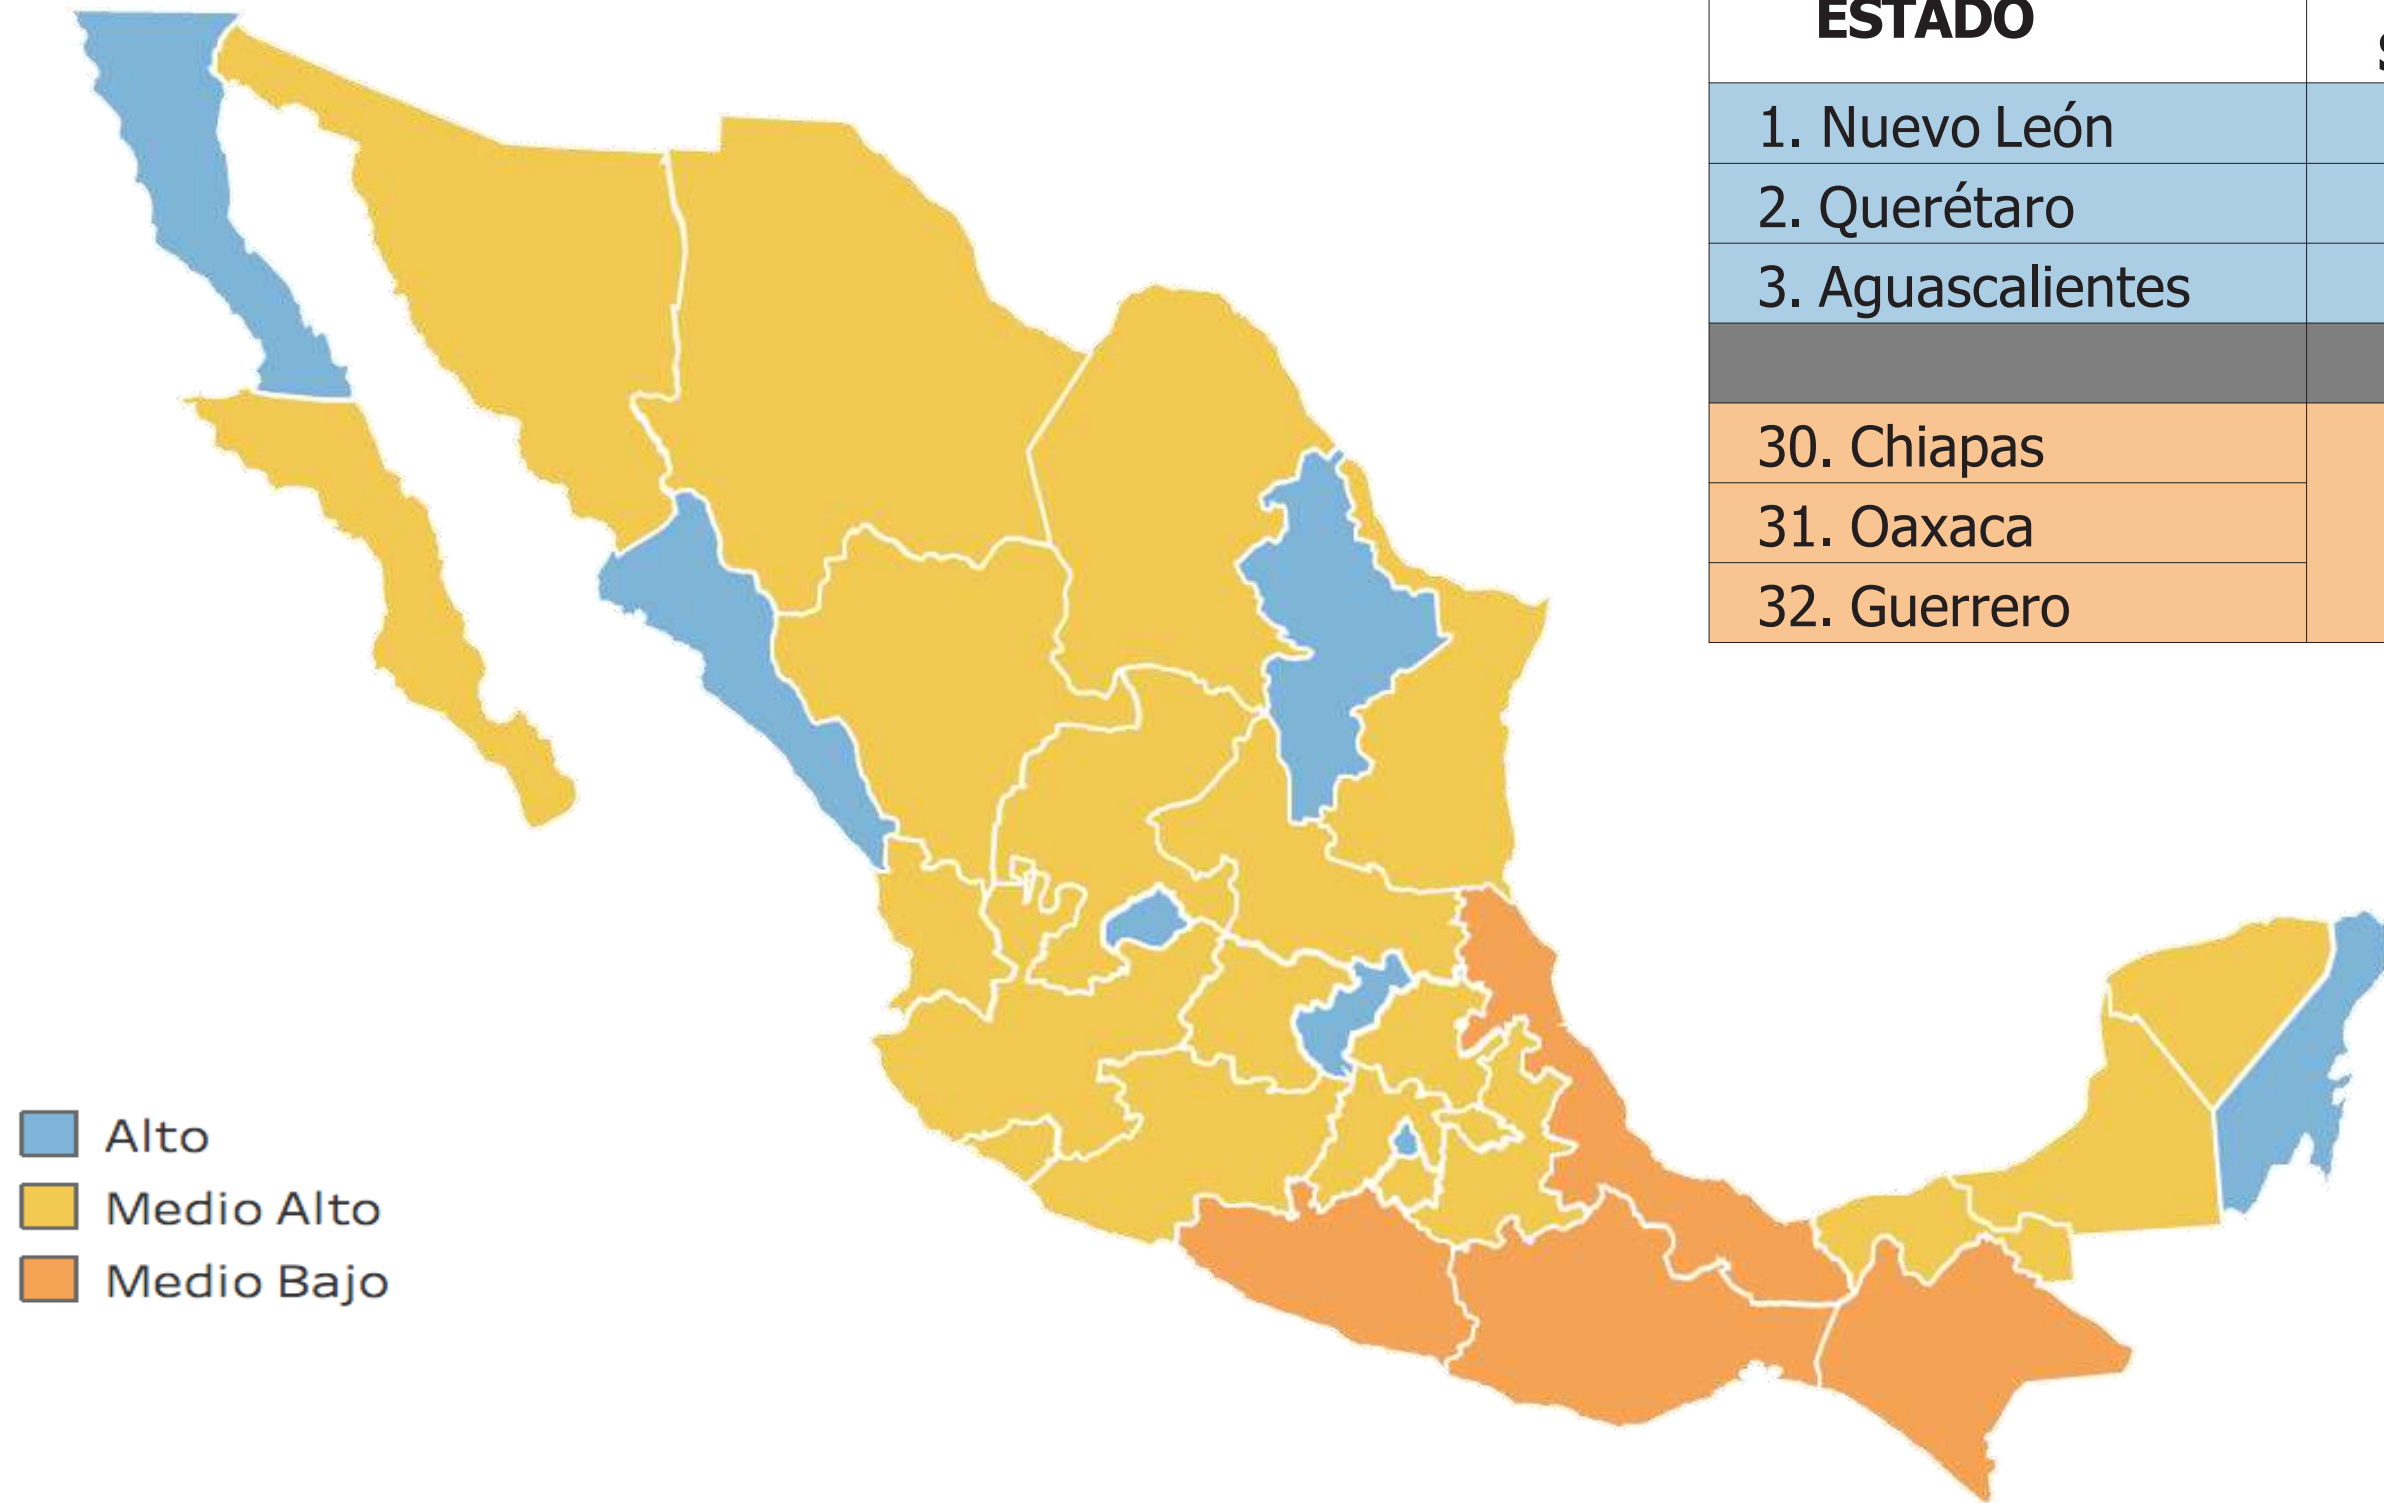 ESTADO
1. Nuevo León
2. Querétaro
3. Aguascalientes
30. Chiapas
31. Oaxaca
32. Guerrero
Alto
Medio Alto
Medio Bajo